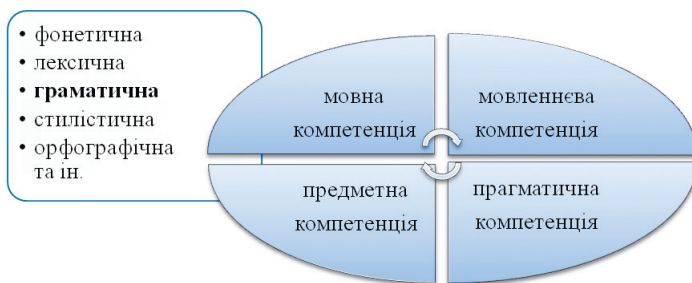 • фонетична
• лексична
• граматична
• стилістична
• орфографічна
та ін.
мовна
компетенція
мовленнєва
компетенція
предметна
компетенція
прагматична
компетенція